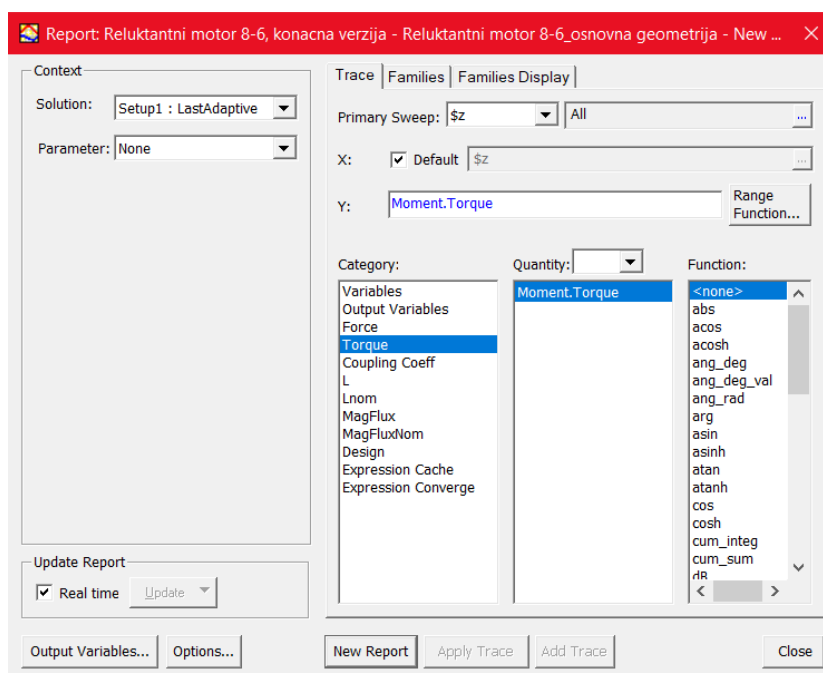 Report: Reluktantni motor 8-6, konacna verzija - Reluktantni motor 8-6_osnovna geometrija - New ...
Context
Solution:
Setup1 : LastAdaptive
Parameter:
None
Update Report
Real time
Update
Output Variables...
Options...
Trace
Families
Families Display
Primary Sweep:
$z
All
...
X:
Default
$z
...
Y:
Moment.Torque
Range
Function...
Category:
Variables
Output Variables
Force
Torque
Coupling Coeff
L
Lnom
MagFlux
MagFluxNom
Design
Expression Cache
Expression Converge
Quantity:
Moment.Torque
Function:
<none>
abs
acos
acosh
ang_deg
ang_deg_val
ang_rad
arg
asin
asinh
atan
atanh
cos
cosh
cum_integ
cum_sum
dB
New Report
Apply Trace
Add Trace
Close